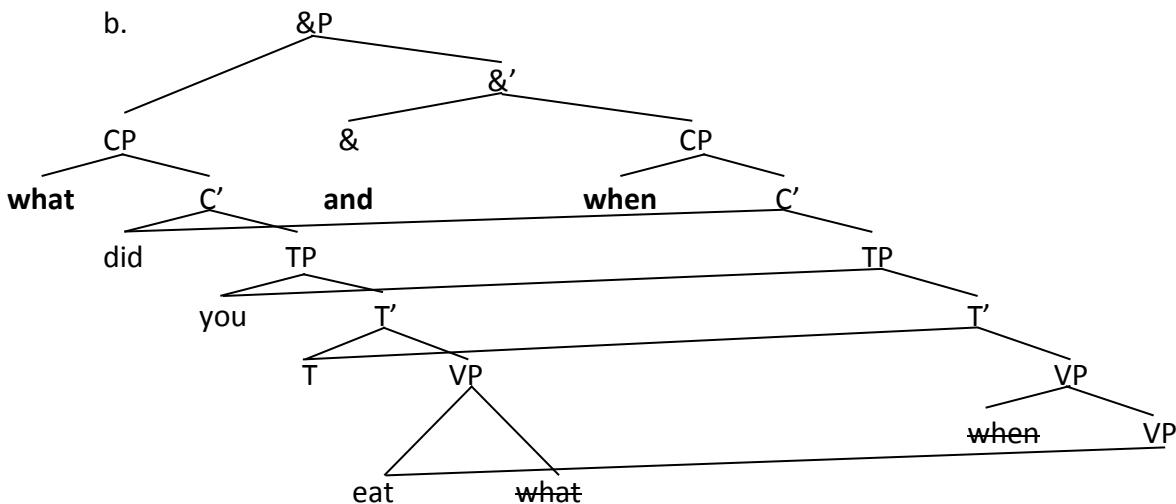 b. &P
&’
CP & CP
what C’ and when C’
did TP TP
you T’ T’
T VP VP
when VP
eat what